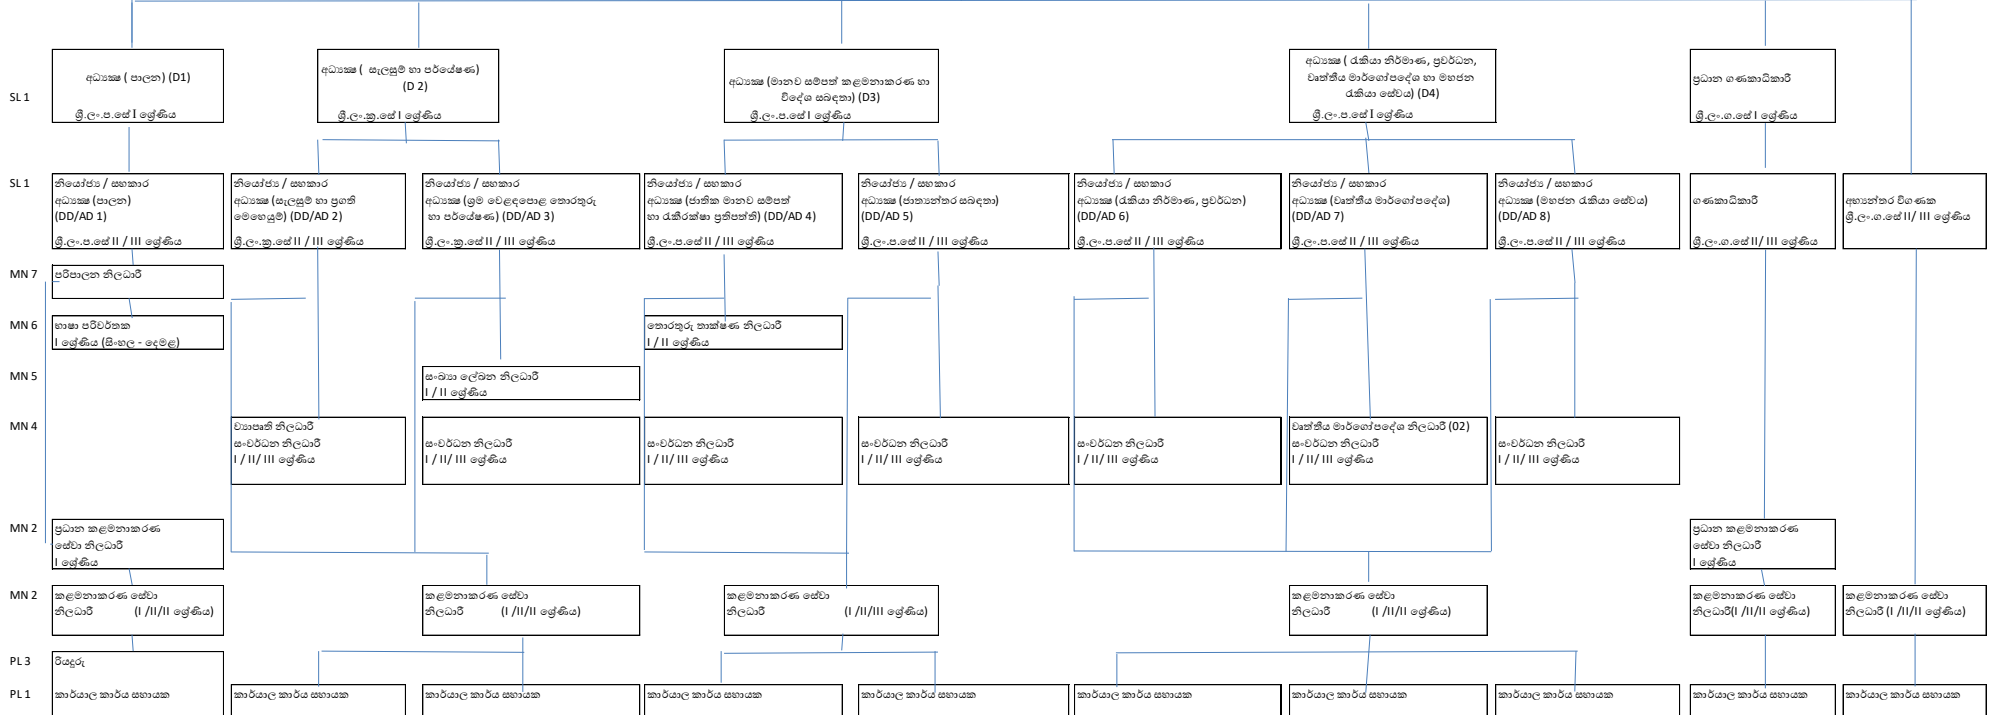 SL 1
අධ්‍යක්ෂ ( පාලන) (D1)
ශ්‍රී.ලං.ප.සේ I ශ්‍රේණිය
අධ්‍යක්ෂ ( සැලසුම් හා පර්යේෂණ)
(D 2)
ශ්‍රී.ලං.ක්‍ර.සේ I ශ්‍රේණිය
අධ්‍යක්ෂ (මානව සම්පත් කළමනාකරණ හා
විදේශ සබඳතා) (D3)
ශ්‍රී.ලං.ප.සේ I ශ්‍රේණිය
අධ්‍යක්ෂ ( රැකියා නිර්මාණ, ප්‍රවර්ධන,
වෘත්තීය මාර්ගෝපදේශ හා මහජන
රැකියා සේවය) (D4)
ශ්‍රී.ලං.ප.සේ I ශ්‍රේණිය
ප්‍රධාන ගණකාධිකාරී
ශ්‍රී.ලං.ග.සේ I ශ්‍රේණිය
SL 1
නියෝජ්‍ය / සහකාර
අධ්‍යක්ෂ (පාලන)
(DD/AD 1)
ශ්‍රී.ලං.ප.සේ II / III ශ්‍රේණිය
නියෝජ්‍ය / සහකාර
අධ්‍යක්ෂ (සැලසුම් හා ප්‍රගති
මෙහෙයුම්) (DD/AD 2)
ශ්‍රී.ලං.ක්‍ර.සේ II / III ශ්‍රේණිය
නියෝජ්‍ය / සහකාර
අධ්‍යක්ෂ (ශ්‍රම වෙළඳපොළ තොරතුරු
හා පර්යේෂණ) (DD/AD 3)
ශ්‍රී.ලං.ක්‍ර.සේ II / III ශ්‍රේණිය
නියෝජ්‍ය / සහකාර
අධ්‍යක්ෂ (ජාතික මානව සම්පත්
හා රැකීරක්ෂා ප්‍රතිපත්ති) (DD/AD 4)
ශ්‍රී.ලං.ප.සේ II / III ශ්‍රේණිය
නියෝජ්‍ය / සහකාර
අධ්‍යක්ෂ (ජාත්‍යන්තර සබඳතා)
(DD/AD 5)
ශ්‍රී.ලං.ප.සේ II / III ශ්‍රේණිය
නියෝජ්‍ය / සහකාර
අධ්‍යක්ෂ (රැකියා නිර්මාණ, ප්‍රවර්ධන)
(DD/AD 6)
ශ්‍රී.ලං.ප.සේ II / III ශ්‍රේණිය
නියෝජ්‍ය / සහකාර
අධ්‍යක්ෂ (වෘත්තීය මාර්ගෝපදේශ)
(DD/AD 7)
ශ්‍රී.ලං.ප.සේ II / III ශ්‍රේණිය
නියෝජ්‍ය / සහකාර
අධ්‍යක්ෂ (මහජන රැකියා සේවය)
(DD/AD 8)
ශ්‍රී.ලං.ප.සේ II / III ශ්‍රේණිය
ගණකාධිකාරී
ශ්‍රී.ලං.ග.සේ II/ III ශ්‍රේණිය
අභ්‍යන්තර විගණක
ශ්‍රී.ලං.ග.සේ II/ III ශ්‍රේණිය
MN 7
පරිපාලන නිලධාරී
MN 6
භාෂා පරිවර්තක
I ශ්‍රේණිය (සිංහල - දෙමළ)
තොරතුරු තාක්ෂණ නිලධාරී
I / II ශ්‍රේණිය
MN 5
සංඛ්‍යා ලේඛන නිලධාරී
I / II ශ්‍රේණිය
MN 4
ව්‍යාපෘති නිලධාරී
සංවර්ධන නිලධාරී
I / II/ III ශ්‍රේණිය
සංවර්ධන නිලධාරී
I / II/ III ශ්‍රේණිය
සංවර්ධන නිලධාරී
I / II/ III ශ්‍රේණිය
සංවර්ධන නිලධාරී
I / II/ III ශ්‍රේණිය
සංවර්ධන නිලධාරී
I / II/ III ශ්‍රේණිය
වෘත්තීය මාර්ගෝපදේශ නිලධාරී (02)
සංවර්ධන නිලධාරී
I / II/ III ශ්‍රේණිය
සංවර්ධන නිලධාරී
I / II/ III ශ්‍රේණිය
MN 2
ප්‍රධාන කළමනාකරණ
සේවා නිලධාරී
I ශ්‍රේණිය
ප්‍රධාන කළමනාකරණ
සේවා නිලධාරී
I ශ්‍රේණිය
MN 2
කළමනාකරණ සේවා
නිලධාරී (I /II/II ශ්‍රේණිය)
කළමනාකරණ සේවා
නිලධාරී (I /II/II ශ්‍රේණිය)
කළමනාකරණ සේවා
නිලධාරී (I /II/III ශ්‍රේණිය)
කළමනාකරණ සේවා
නිලධාරී (I /II/II ශ්‍රේණිය)
කළමනාකරණ සේවා
නිලධාරී(I /II/II ශ්‍රේණිය)
කළමනාකරණ සේවා
නිලධාරී (I /II/II ශ්‍රේණිය)
PL 3
රියදුරු
PL 1
කාර්යාල කාර්ය සහායක
කාර්යාල කාර්ය සහායක
කාර්යාල කාර්ය සහායක
කාර්යාල කාර්ය සහායක
කාර්යාල කාර්ය සහායක
කාර්යාල කාර්ය සහායක
කාර්යාල කාර්ය සහායක
කාර්යාල කාර්ය සහායක
කාර්යාල කාර්ය සහායක
කාර්යාල කාර්ය සහායක